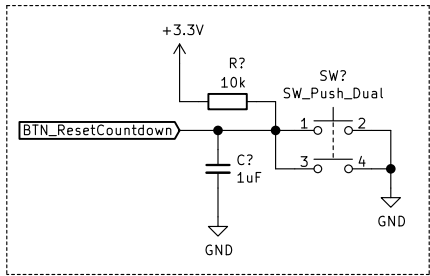 +3.3V
R?
10k
SW?
SW_Push_Dual
BTN_ResetCountdown
1 2
3 4
C?
1uF
GND
GND